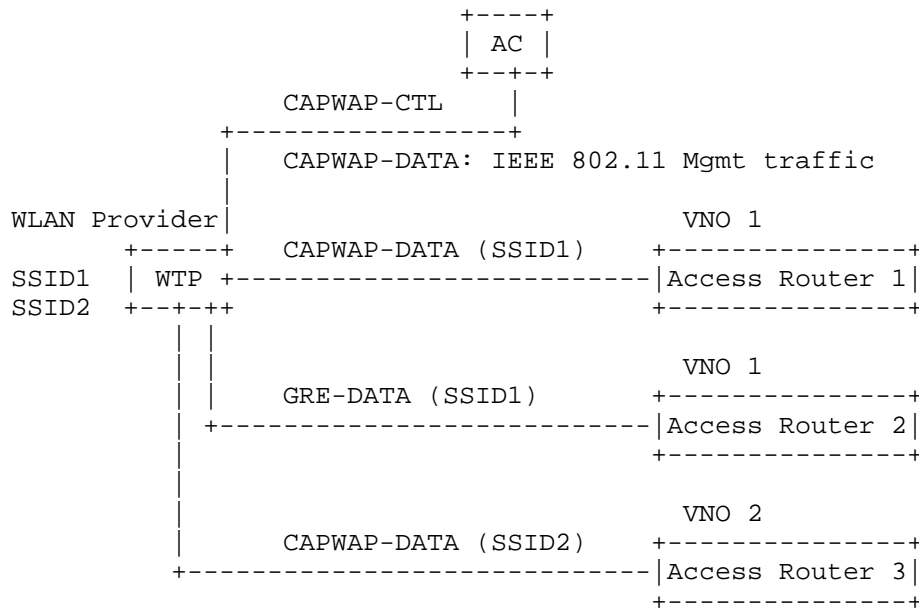 AC
CAPWAP-CTL
CAPWAP-DATA: IEEE 802.11 Mgmt traffic
WLAN Provider
VNO 1
CAPWAP-DATA (SSID1)
SSID1 WTP Access Router 1
SSID2
VNO 1
GRE-DATA (SSID1)
Access Router 2
VNO 2
CAPWAP-DATA (SSID2)
Access Router 3